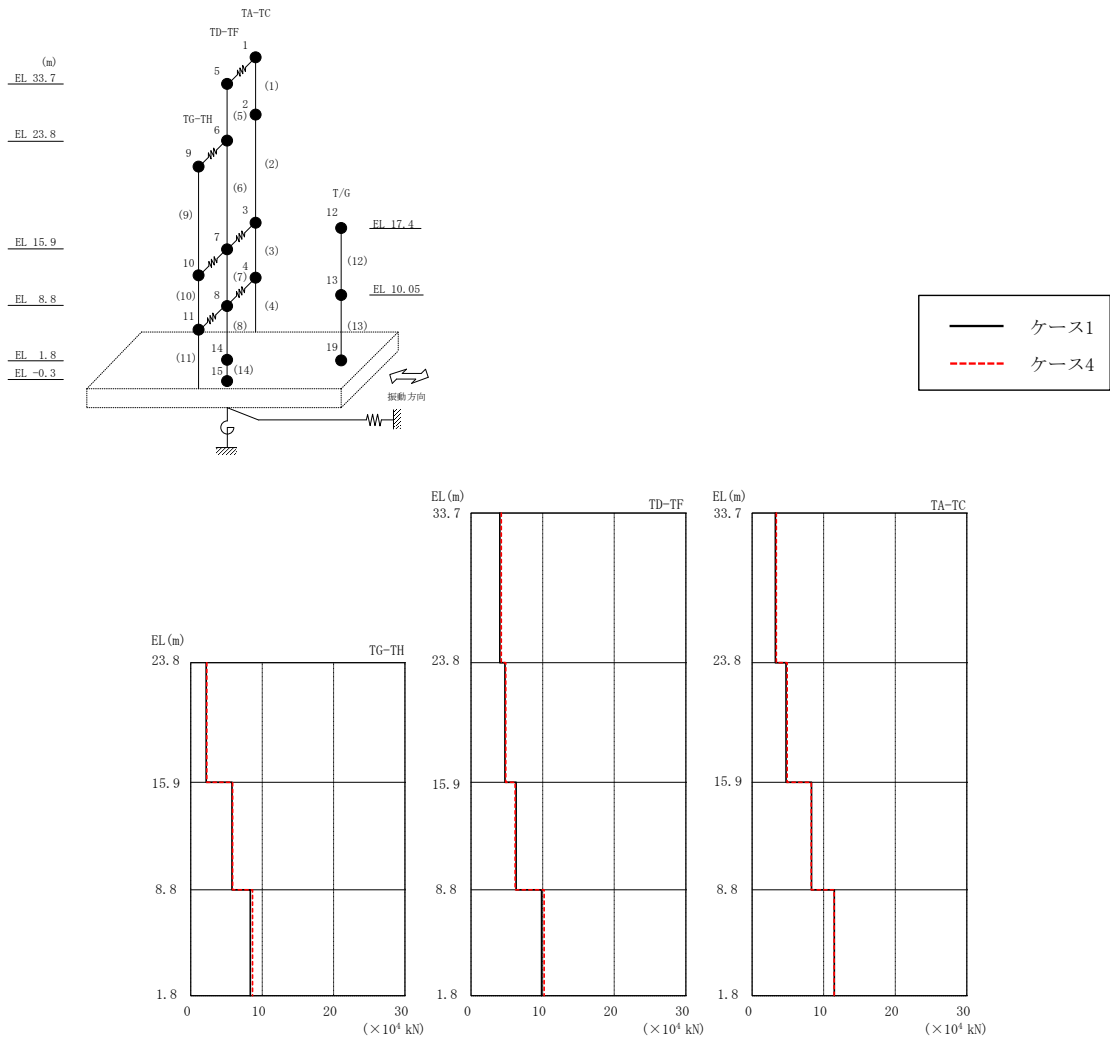 TA-TC
TD-TF
1
(m)
5
EL 33.7
(1)
2
(5)
TG-TH
6
EL 23.8
9
(2)
(6)
T/G
(9)
12
3
EL 17.4
7
EL 15.9
(3)
(12)
10
4
(7)
13
(10)
8
EL 10.05
EL 8.8
(4)
11
(8)
(13)
14
19
EL 1.8
(11)
15
(14)
EL -0.3
振動方向
ケース1
ケース4
EL(m)
TD-TF
33.7
23.8
15.9
8.8
1.8
0
10
20
30
(×10⁴ kN)
EL(m)
TA-TC
33.7
23.8
15.9
8.8
1.8
0
10
20
30
(×10⁴ kN)
EL(m)
TG-TH
23.8
15.9
8.8
1.8
0
10
20
30
(×10⁴ kN)